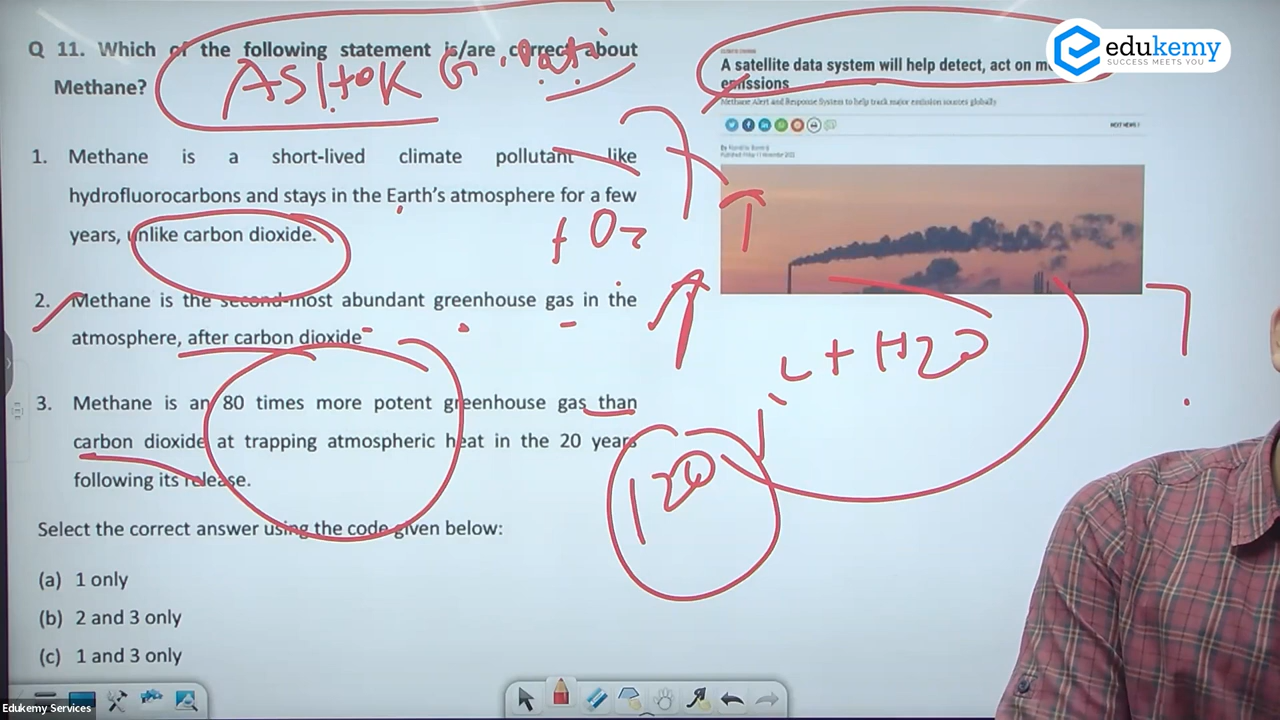 Q 11. Which of the following statement is/are correct about
Methane?
ASHOK G
1. Methane is a short-lived climate pollutant like
hydrofluorocarbons and stays in the Earth's atmosphere for a few
years, unlike carbon dioxide.
+ O2
2. Methane is the second-most abundant greenhouse gas in the
atmosphere, after carbon dioxide
3. Methane is an 80 times more potent greenhouse gas than
carbon dioxide at trapping atmospheric heat in the 20 years
following its release.
Select the correct answer using the code given below:
(a) 1 only
(b) 2 and 3 only
(c) 1 and 3 only
A satellite data system will help detect, act on
emissions
Methane Alert and Response System to help track major emission sources globally
NEXT NEWS
+ H2O
120
?
edukemy
SUCCESS MEETS YOU
Edukemy Services